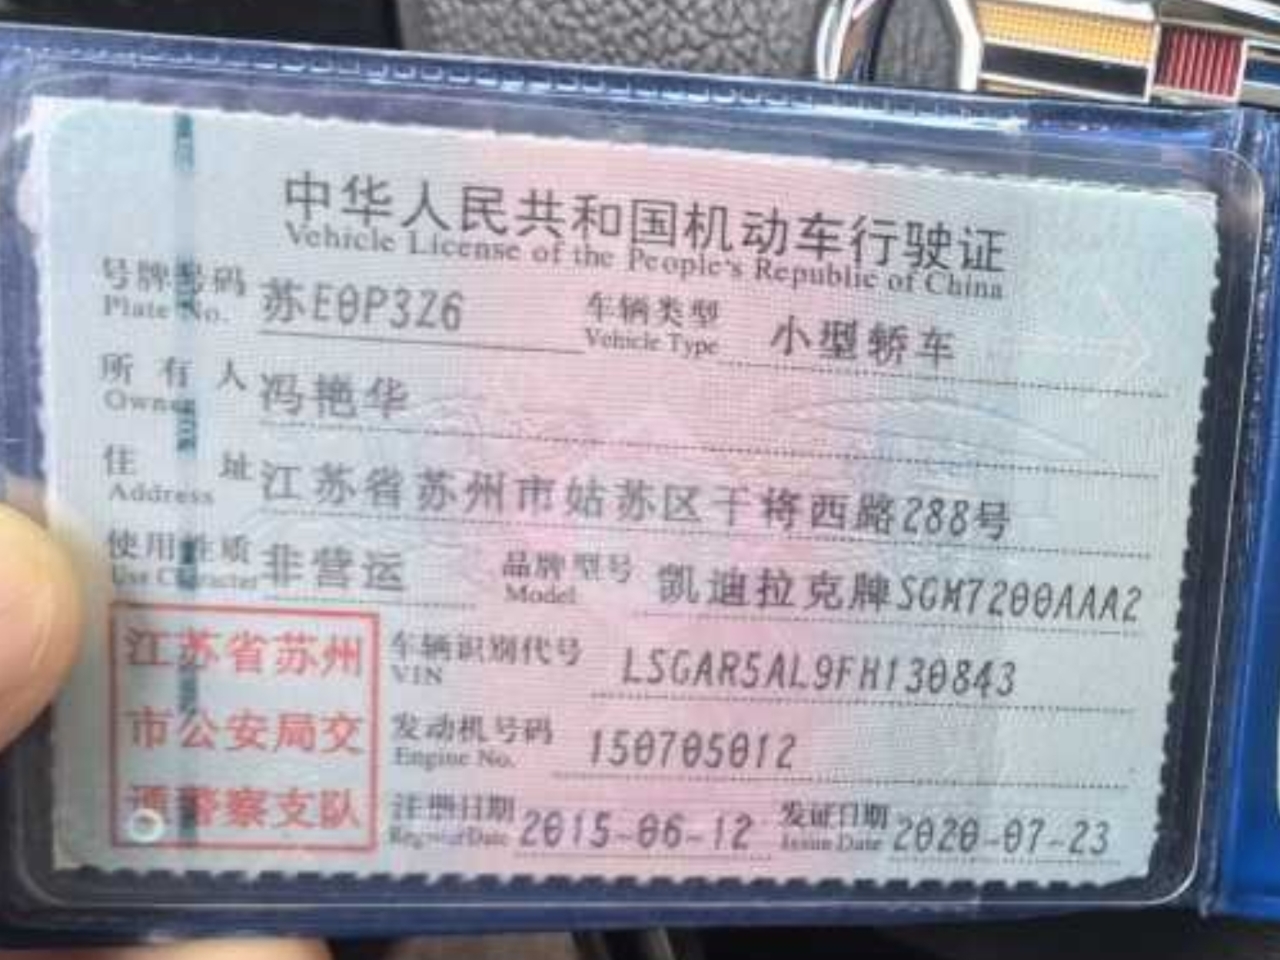 中华人民共和国机动车行驶证
Vehicle License of the People's Republic of China
号牌号码 苏E0P3Z6 车辆类型 小型轿车
Plate No. Vehicle Type
所有人 冯艳华
Owner
住址 江苏省苏州市姑苏区干将西路288号
Address
使用性质 非营运 品牌型号 凯迪拉克牌SGM7200AAA2
Use Character Model
江苏省苏州
市公安局交
通警察支队
车辆识别代号 LSGAR5AL9FH130843
VIN
发动机号码 150705012
Engine No.
注册日期 2015-06-12 发证日期 2020-07-23
Register Date Issue Date